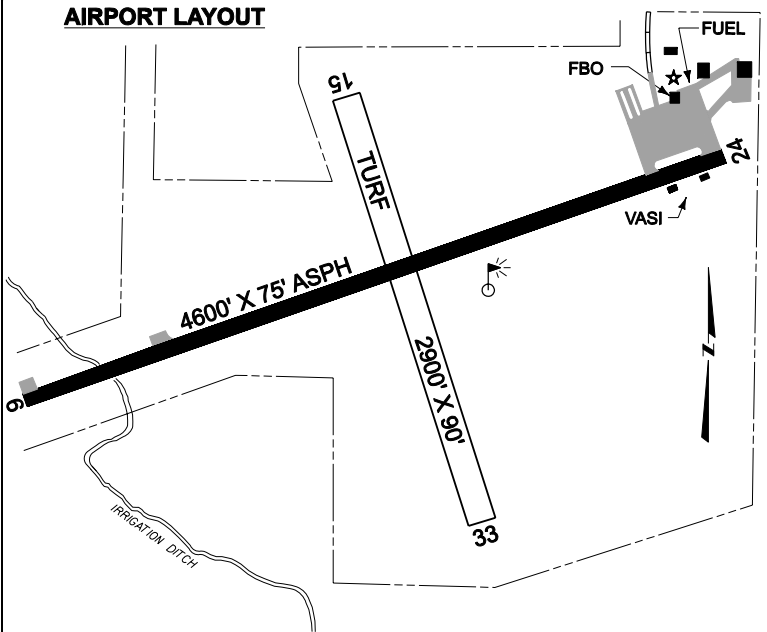 AIRPORT LAYOUT
FUEL
FBO
15
24
TURF
VASI
4600' X 75' ASPH
N
2900' X 90'
6
33
IRRIGATION DITCH